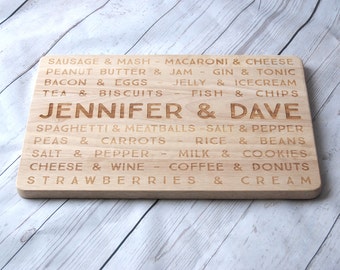 SAUSAGE & MASH - MACARONI & CHEESE
PEANUT BUTTER & JAM - GIN & TONIC
BACON & EGGS - JELLY & ICECREAM
TEA & BISCUITS - FISH & CHIPS
JENNIFER & DAVE
SPAGHETTI & MEATBALLS - SALT & PEPPER
PEAS & CARROTS - RICE & BEANS
SALT & PEPPER - MILK & COOKIES
CHEESE & WINE - COFFEE & DONUTS
STRAWBERRIES & CREAM